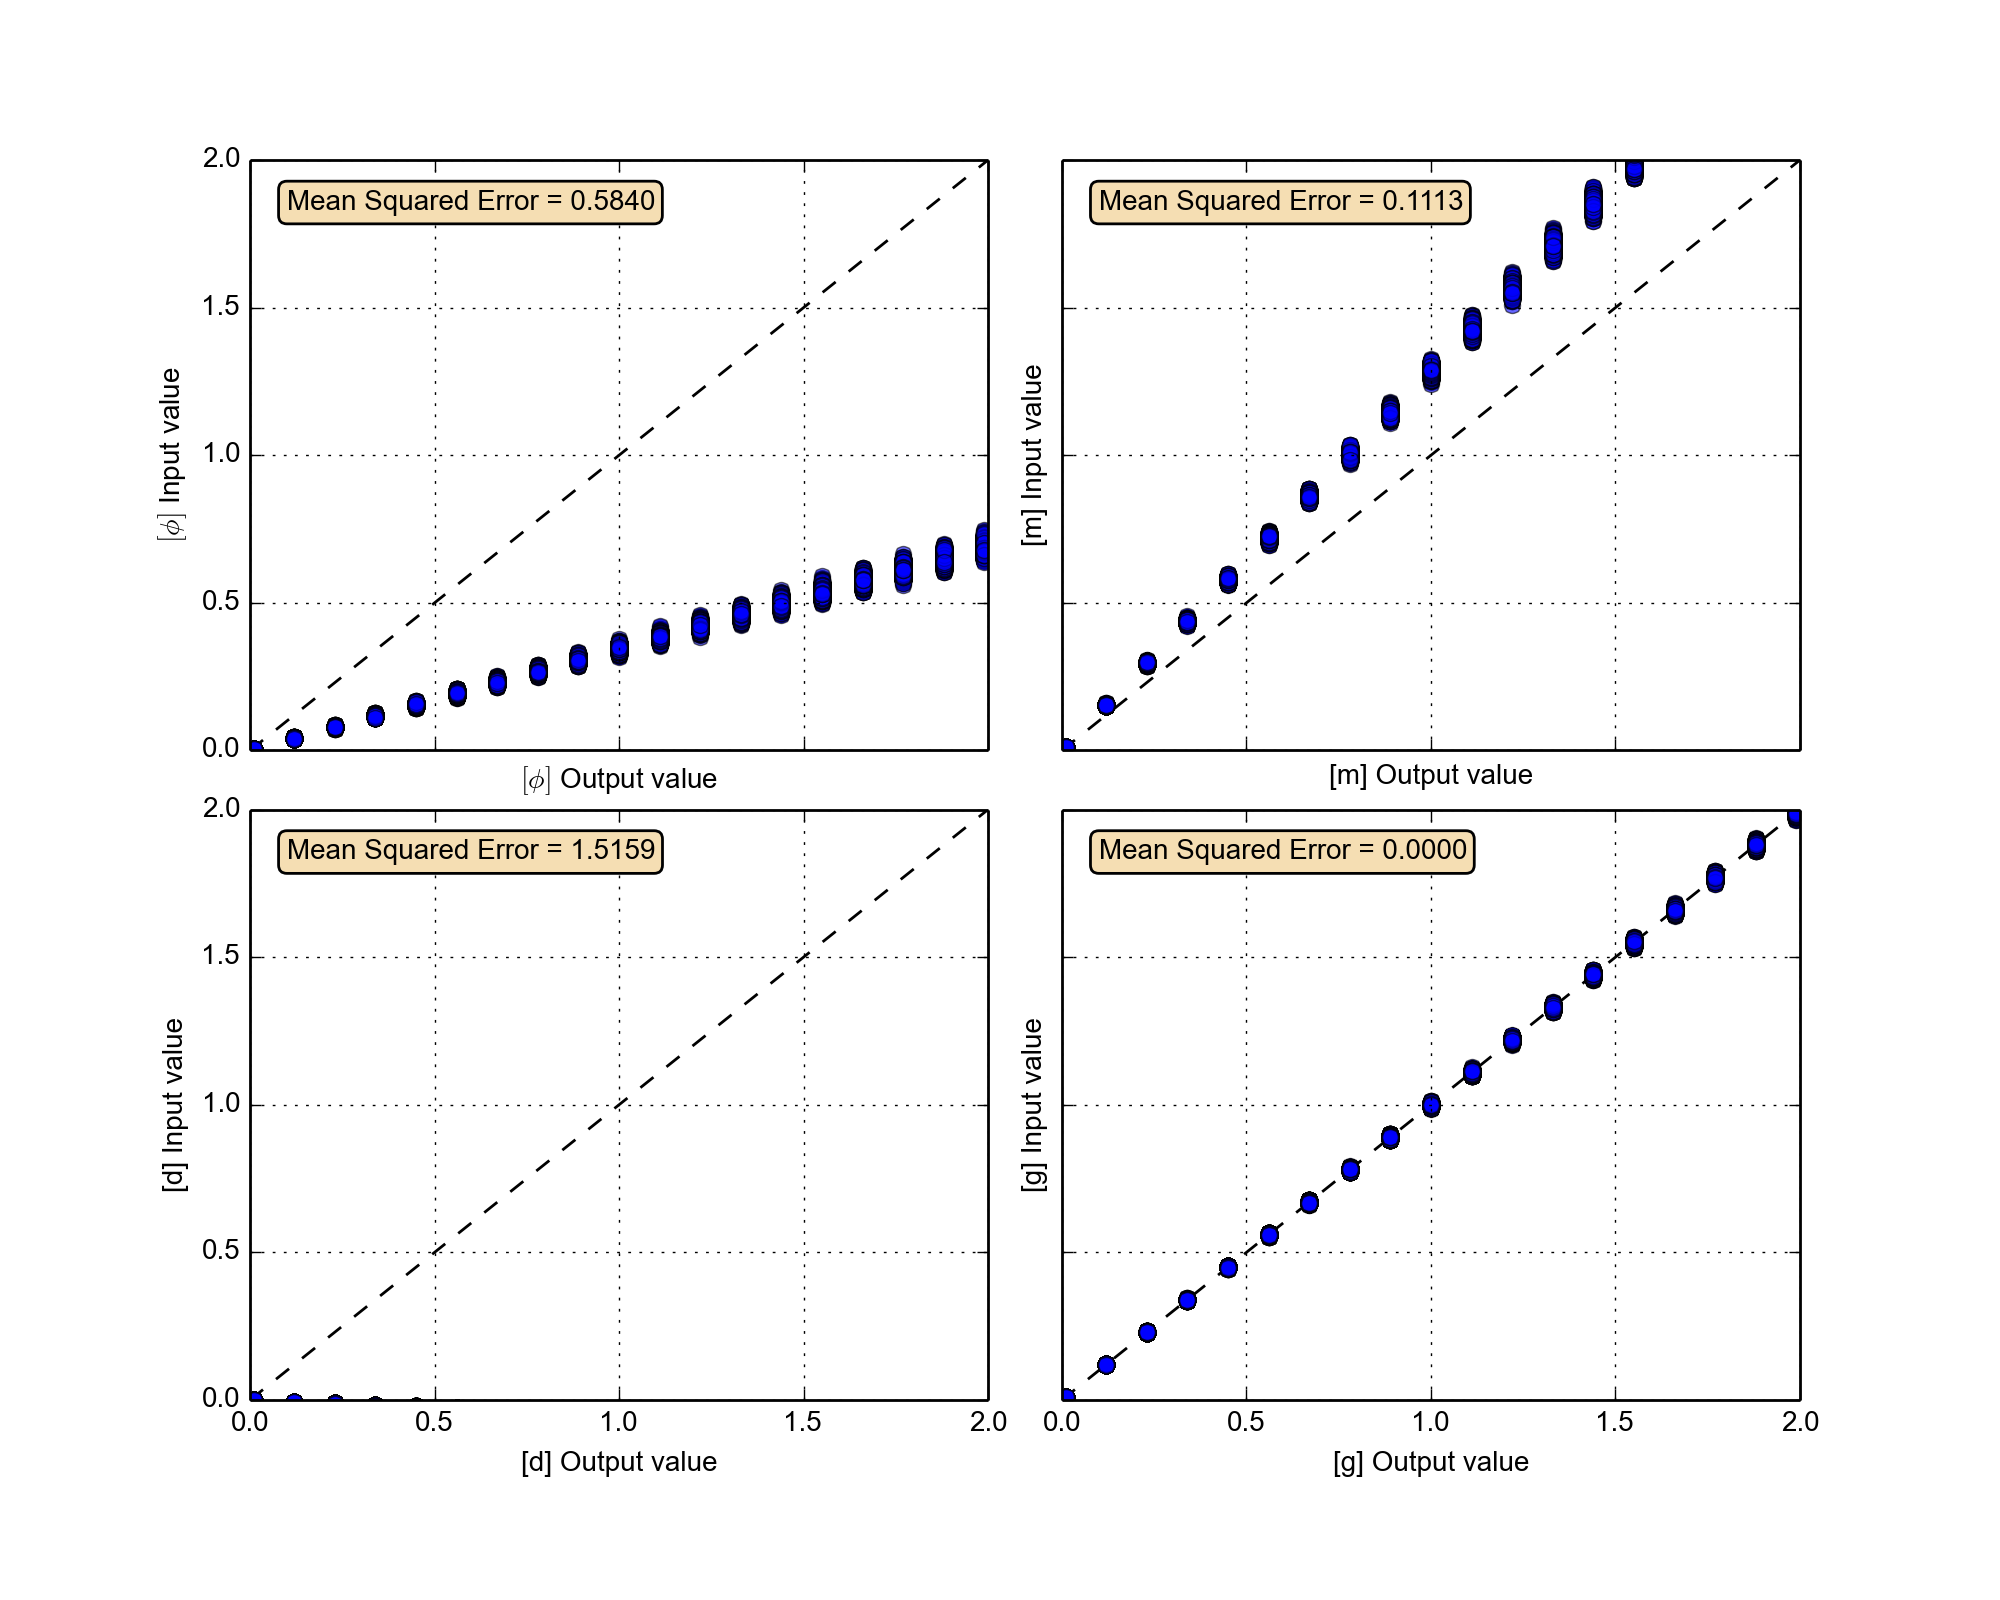 2.0
1.5
1.0
0.5
0.0
Mean Squared Error = 0.5840
[ϕ] Input value
[ϕ] Output value
Mean Squared Error = 0.1113
[m] Input value
[m] Output value
2.0
1.5
1.0
0.5
0.0
Mean Squared Error = 1.5159
[d] Input value
0.0 0.5 1.0 1.5 2.0
[d] Output value
Mean Squared Error = 0.0000
[g] Input value
0.0 0.5 1.0 1.5 2.0
[g] Output value